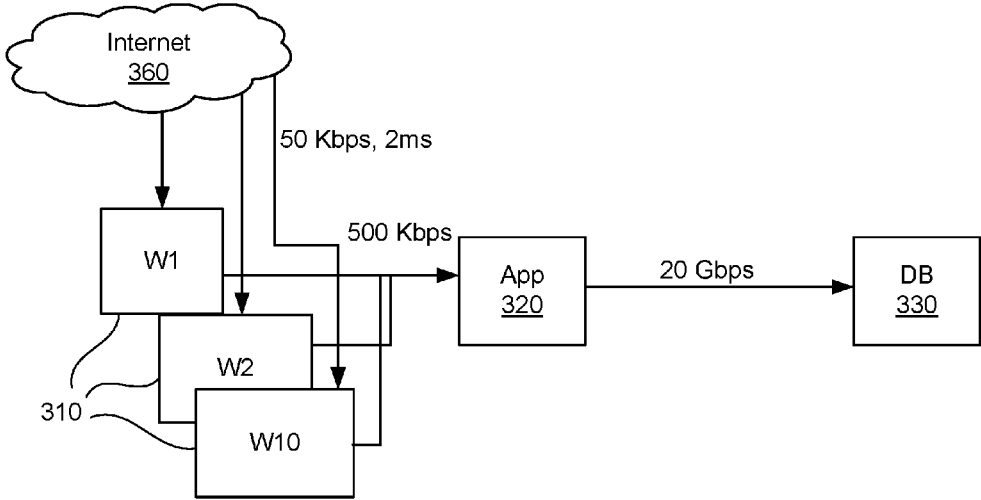 Internet
360
50 Kbps, 2ms
W1
500 Kbps
App
320
20 Gbps
DB
330
W2
310
W10